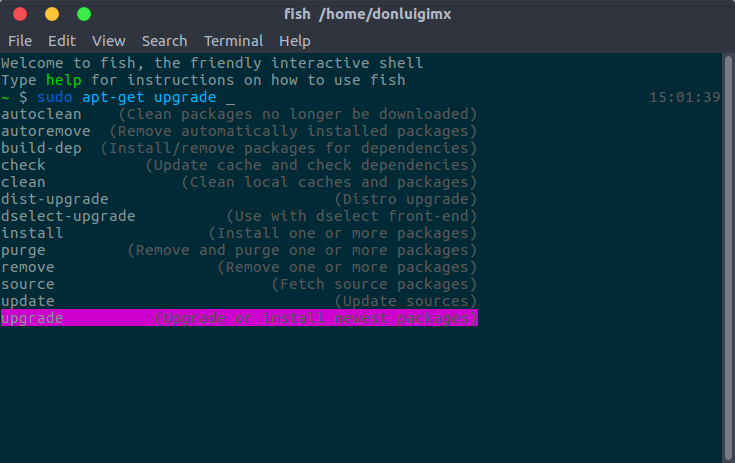 fish /home/donluigimx
File Edit View Search Terminal Help
Welcome to fish, the friendly interactive shell
Type help for instructions on how to use fish
~ $ sudo apt-get upgrade _ 15:01:39
autoclean (Clean packages no longer be downloaded)
autoremove (Remove automatically installed packages)
build-dep (Install/remove packages for dependencies)
check (Update cache and check dependencies)
clean (Clean local caches and packages)
dist-upgrade (Distro upgrade)
dselect-upgrade (Use with dselect front-end)
install (Install one or more packages)
purge (Remove and purge one or more packages)
remove (Remove one or more packages)
source (Fetch source packages)
update (Update sources)
upgrade (Upgrade or install newest packages)